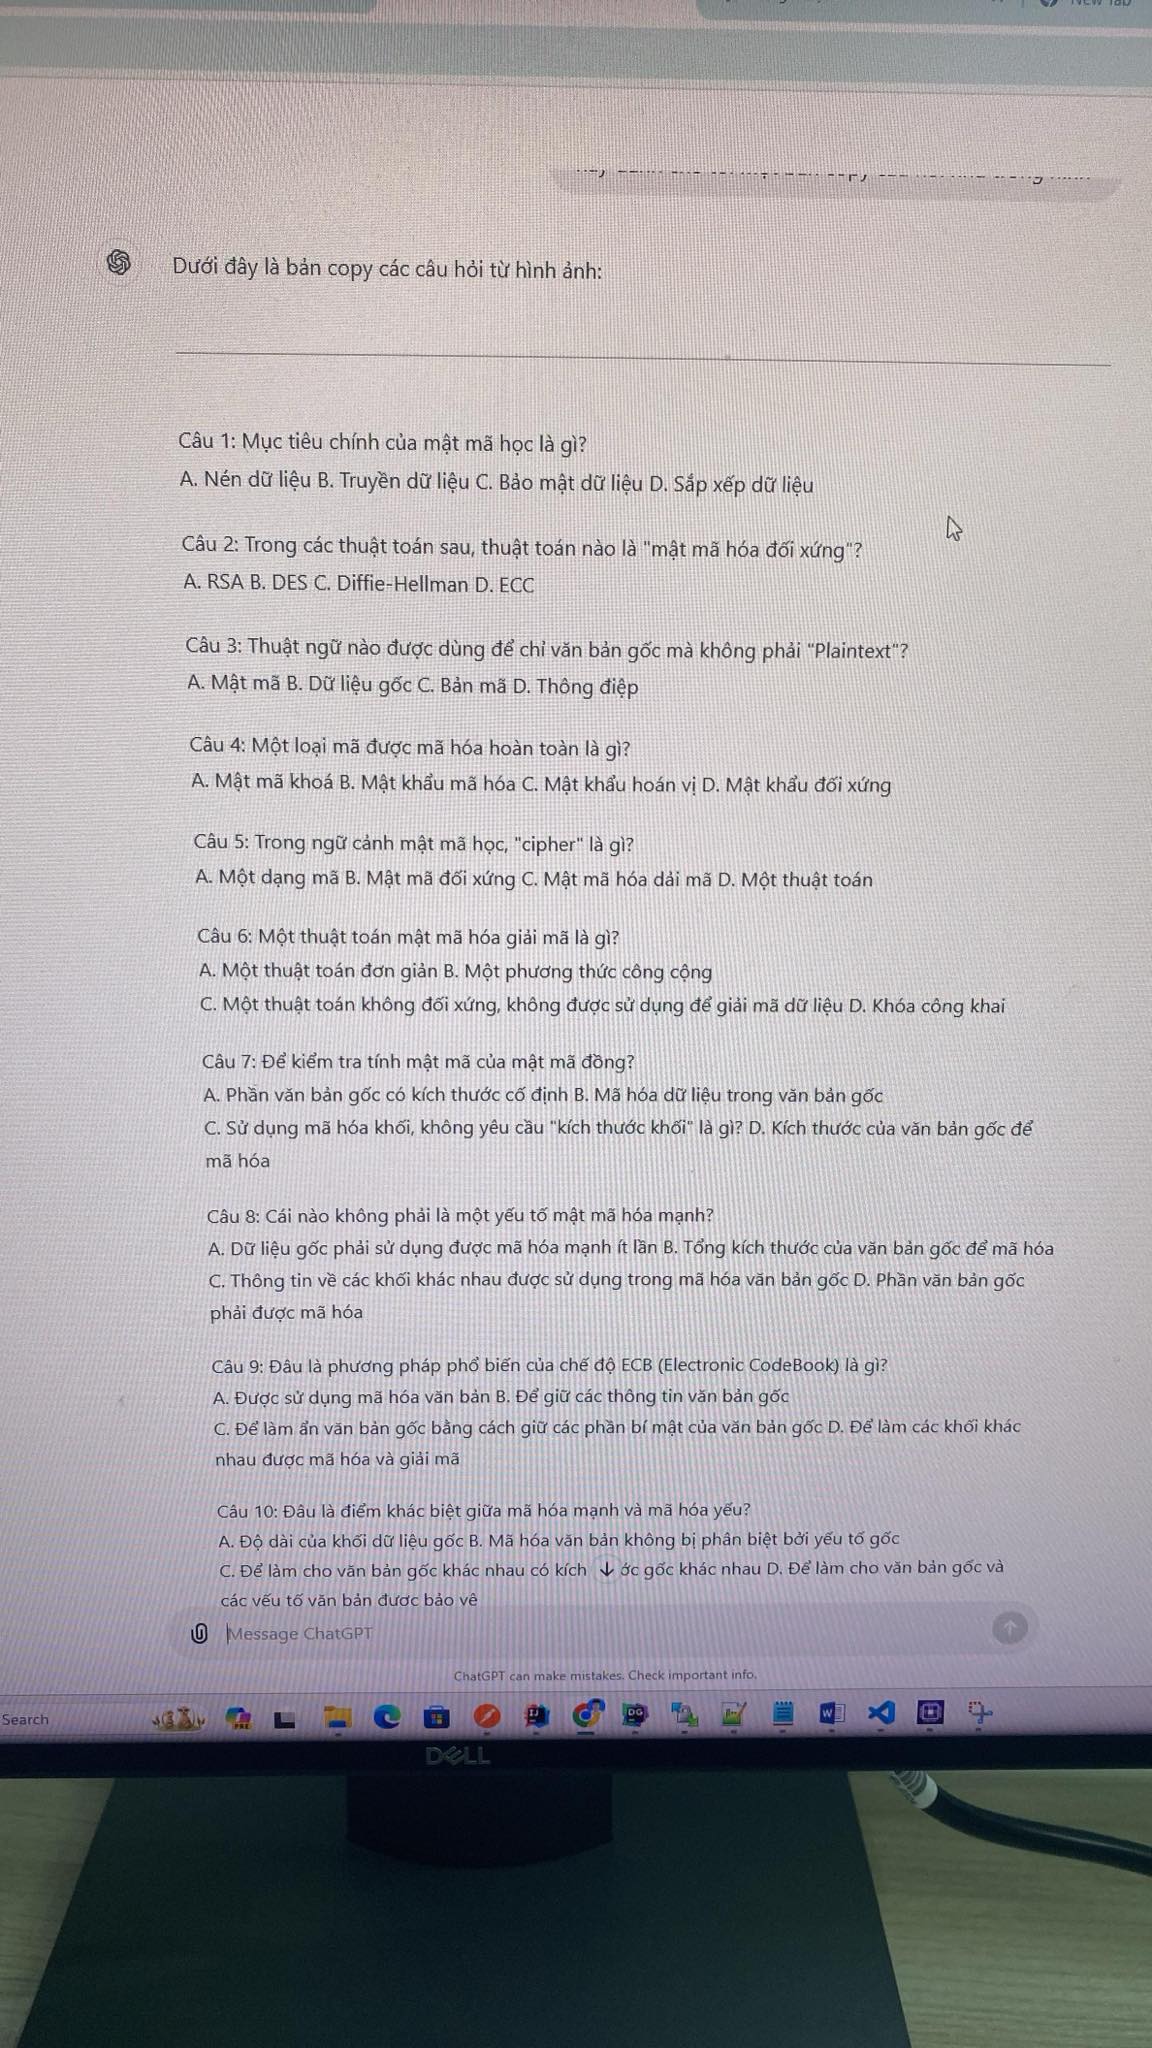 New Tab
Dưới đây là bản copy các câu hỏi từ hình ảnh:
Câu 1: Mục tiêu chính của mật mã học là gì?
A. Nén dữ liệu B. Truyền dữ liệu C. Bảo mật dữ liệu D. Sắp xếp dữ liệu
Câu 2: Trong các thuật toán sau, thuật toán nào là "mật mã hóa đối xứng"?
A. RSA B. DES C. Diffie-Hellman D. ECC
Câu 3: Thuật ngữ nào được dùng để chỉ văn bản gốc mà không phải "Plaintext"?
A. Mật mã B. Dữ liệu gốc C. Bản mã D. Thông điệp
Câu 4: Một loại mã được mã hóa hoàn toàn là gì?
A. Mật mã khoá B. Mật khẩu mã hóa C. Mật khẩu hoán vị D. Mật khẩu đối xứng
Câu 5: Trong ngữ cảnh mật mã học, "cipher" là gì?
A. Một dạng mã B. Mật mã đối xứng C. Mật mã hóa dải mã D. Một thuật toán
Câu 6: Một thuật toán mật mã hóa giải mã là gì?
A. Một thuật toán đơn giản B. Một phương thức công cộng
C. Một thuật toán không đối xứng, không được sử dụng để giải mã dữ liệu D. Khóa công khai
Câu 7: Để kiểm tra tính mật mã của mật mã đồng?
A. Phần văn bản gốc có kích thước cố định B. Mã hóa dữ liệu trong văn bản gốc
C. Sử dụng mã hóa khối, không yêu cầu "kích thước khối" là gì? D. Kích thước của văn bản gốc để
mã hóa
Câu 8: Cái nào không phải là một yếu tố mật mã hóa mạnh?
A. Dữ liệu gốc phải sử dụng được mã hóa mạnh ít lần B. Tổng kích thước của văn bản gốc để mã hóa
C. Thông tin về các khối khác nhau được sử dụng trong mã hóa văn bản gốc D. Phần văn bản gốc
phải được mã hóa
Câu 9: Đâu là phương pháp phổ biến của chế độ ECB (Electronic CodeBook) là gì?
A. Được sử dụng mã hóa văn bản B. Để giữ các thông tin văn bản gốc
C. Để làm ẩn văn bản gốc bằng cách giữ các phần bí mật của văn bản gốc D. Để làm các khối khác
nhau được mã hóa và giải mã
Câu 10: Đâu là điểm khác biệt giữa mã hóa mạnh và mã hóa yếu?
A. Độ dài của khối dữ liệu gốc B. Mã hóa văn bản không bị phân biệt bởi yếu tố gốc
C. Để làm cho văn bản gốc khác nhau có kích ớc gốc khác nhau D. Để làm cho văn bản gốc và
các yếu tố văn bản được bảo vệ
Message ChatGPT
ChatGPT can make mistakes. Check important info.
Search
DELL